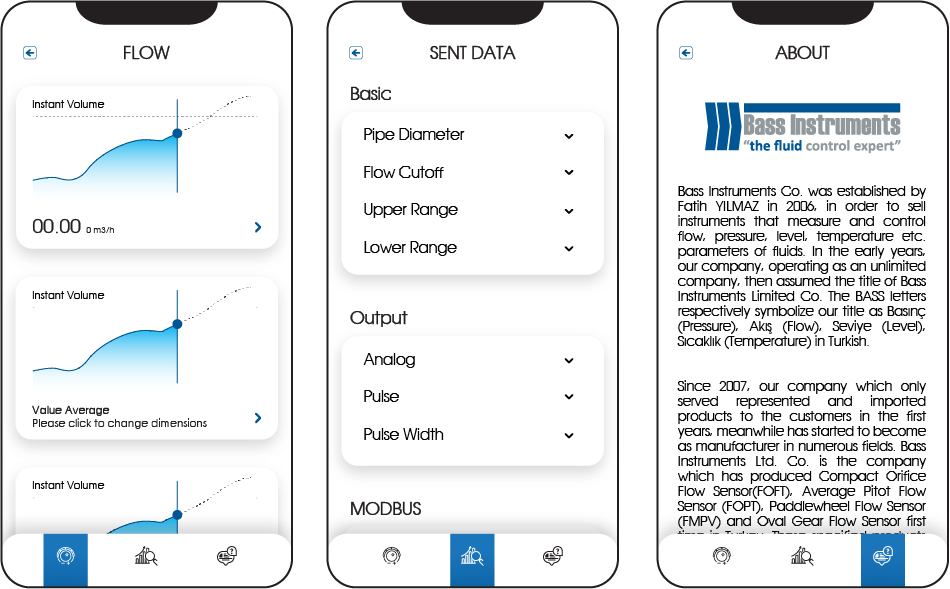 FLOW
Instant Volume
00.00 0 m3/h
Instant Volume
Value Average
Please click to change dimensions
Instant Volume
SENT DATA
Basic
Pipe Diameter
Flow Cutoff
Upper Range
Lower Range
Output
Analog
Pulse
Pulse Width
MODBUS
ABOUT
Bass Instruments
"the fluid control expert"
Bass Instruments Co. was established by
Fatih YILMAZ in 2006, in order to sell
instruments that measure and control
flow, pressure, level, temperature etc.
parameters of fluids. In the early years,
our company, operating as an unlimited
company, then assumed the title of Bass
Instruments Limited Co. The BASS letters
respectively symbolize our title as Basınç
(Pressure), Akış (Flow), Seviye (Level),
Sıcaklık (Temperature) in Turkish.
Since 2007, our company which only
served represented and imported
products to the customers in the first
years, meanwhile has started to become
as manufacturer in numerous fields. Bass
Instruments Ltd. Co. is the company
which has produced Compact Orifice
Flow Sensor(FOFT), Average Pitot Flow
Sensor (FOPT), Paddlewheel Flow Sensor
(FMPV) and Oval Gear Flow Sensor first
time in Turkey. These specified products